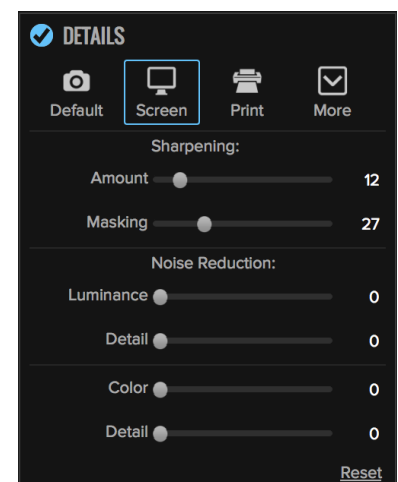 DETAILS
Default Screen Print More
Sharpening:
Amount 12
Masking 27
Noise Reduction:
Luminance 0
Detail 0
Color 0
Detail 0
Reset